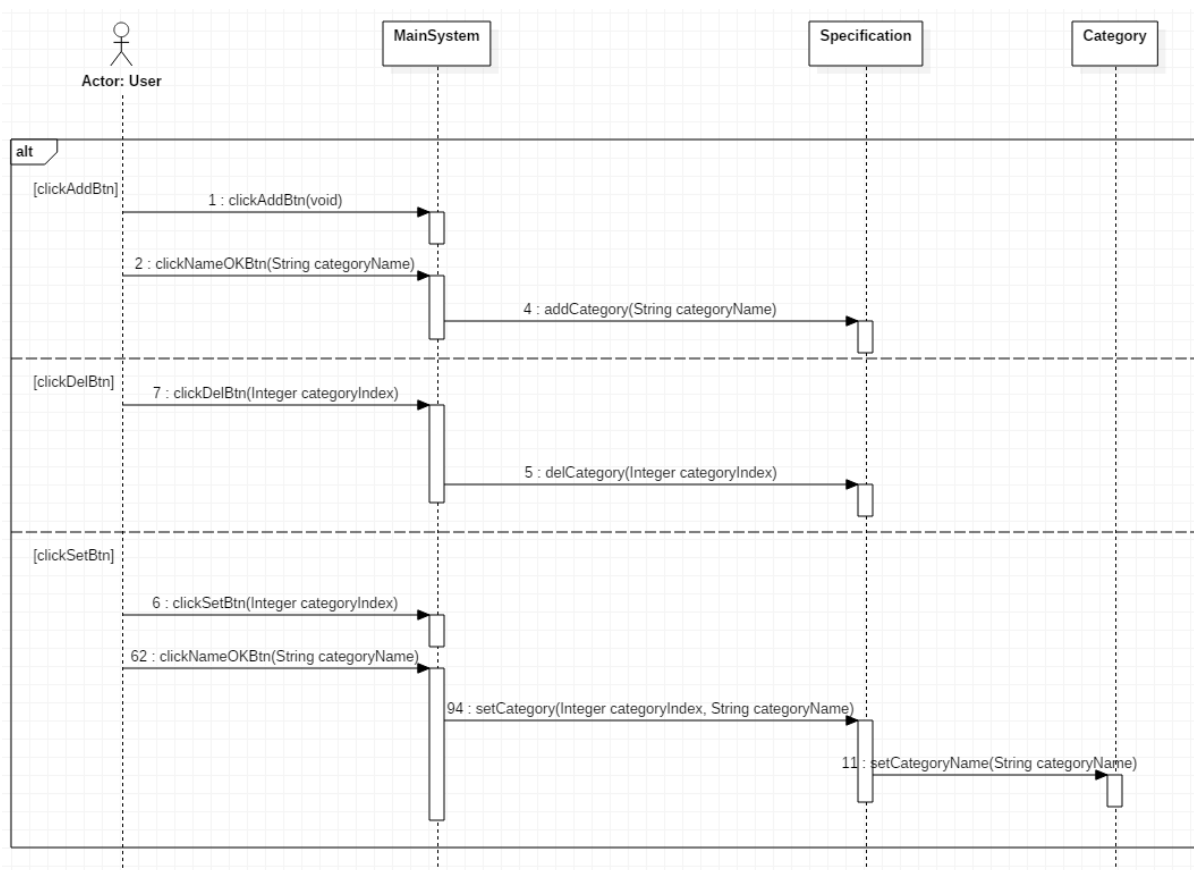 MainSystem
Specification
Category
Actor: User
alt
[clickAddBtn]
1 : clickAddBtn(void)
2 : clickNameOKBtn(String categoryName)
4 : addCategory(String categoryName)
[clickDelBtn]
7 : clickDelBtn(Integer categoryIndex)
5 : delCategory(Integer categoryIndex)
[clickSetBtn]
6 : clickSetBtn(Integer categoryIndex)
62 : clickNameOKBtn(String categoryName)
94 : setCategory(Integer categoryIndex, String categoryName)
11 : setCategoryName(String categoryName)